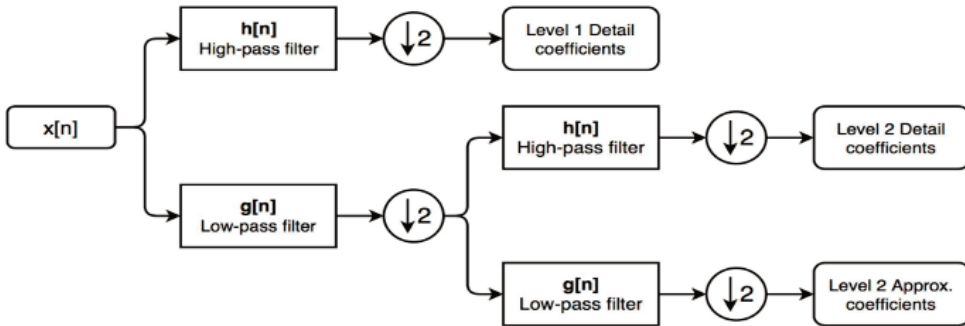 h[n]
High-pass filter
↓2
Level 1 Detail
coefficients
x[n]
h[n]
High-pass filter
↓2
Level 2 Detail
coefficients
g[n]
Low-pass filter
↓2
g[n]
Low-pass filter
↓2
Level 2 Approx.
coefficients